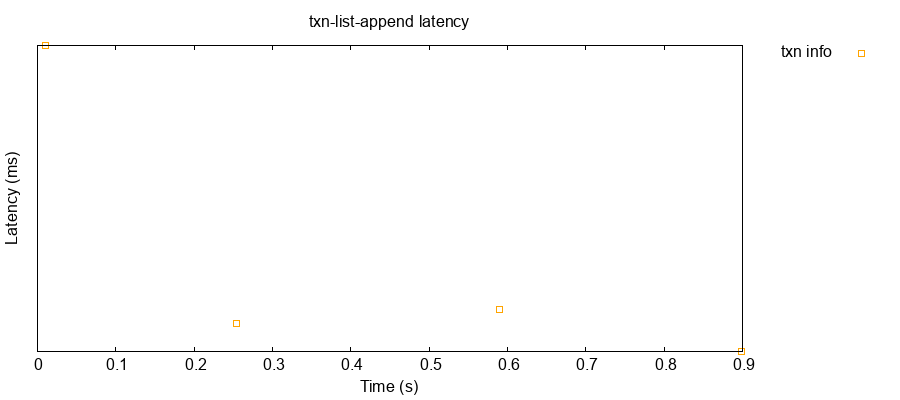 txn-list-append latency
txn info
Latency (ms)
0 0.1 0.2 0.3 0.4 0.5 0.6 0.7 0.8 0.9
Time (s)